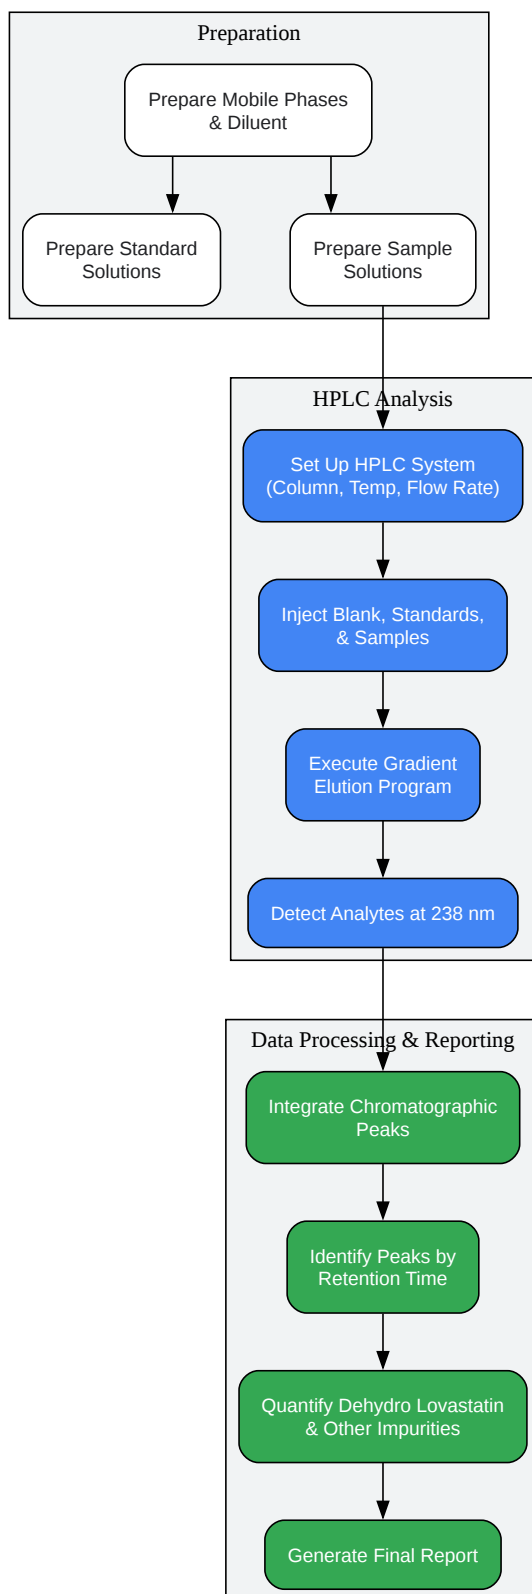 Preparation
Prepare Mobile Phases
& Diluent
Prepare Standard
Solutions
Prepare Sample
Solutions
HPLC Analysis
Set Up HPLC System
(Column, Temp, Flow Rate)
Inject Blank, Standards,
& Samples
Execute Gradient
Elution Program
Detect Analytes at 238 nm
Data Processing & Reporting
Integrate Chromatographic
Peaks
Identify Peaks by
Retention Time
Quantify Dehydro Lovastatin
& Other Impurities
Generate Final Report